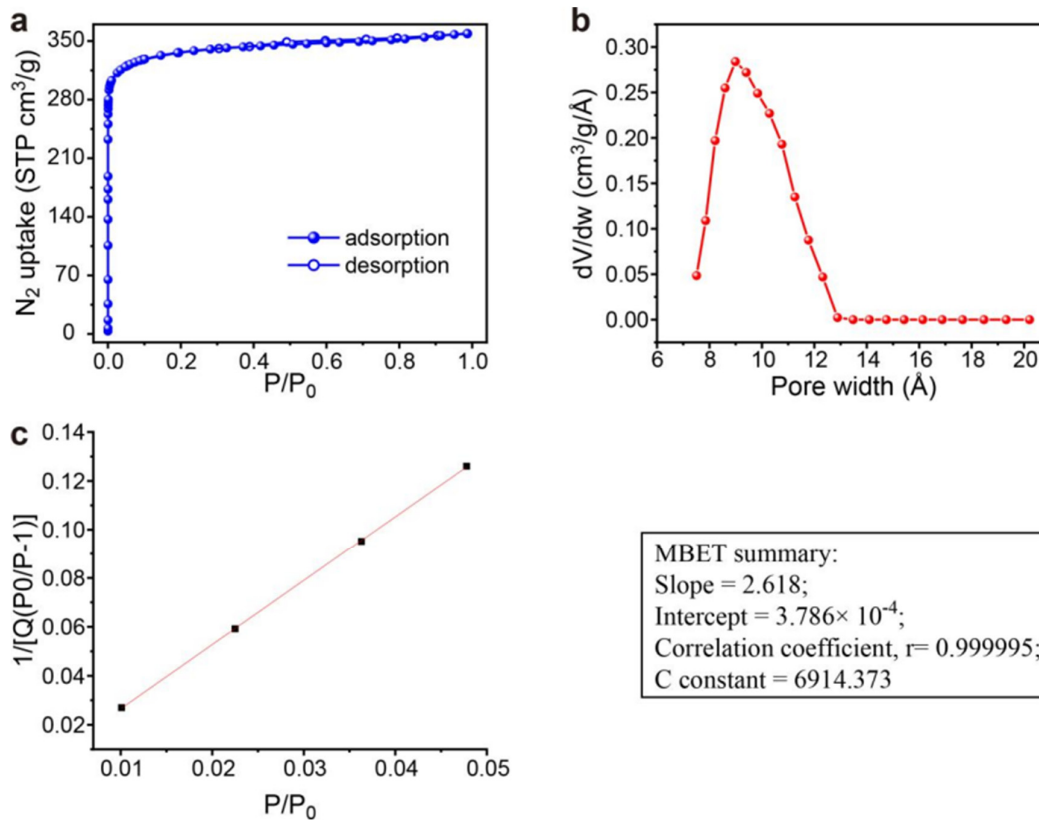 a
350
280
210
140
70
0
N₂ uptake (STP cm³/g)
adsorption
desorption
0.0 0.2 0.4 0.6 0.8 1.0
P/P₀
b
0.30
0.25
0.20
0.15
0.10
0.05
0.00
dV/dw (cm³/g/Å)
6 8 10 12 14 16 18 20
Pore width (Å)
c
0.14
0.12
0.10
0.08
0.06
0.04
0.02
1/[Q(P0/P-1)]
0.01 0.02 0.03 0.04 0.05
P/P₀
MBET summary:
Slope = 2.618;
Intercept = 3.786× 10⁻⁴;
Correlation coefficient, r= 0.999995;
C constant = 6914.373